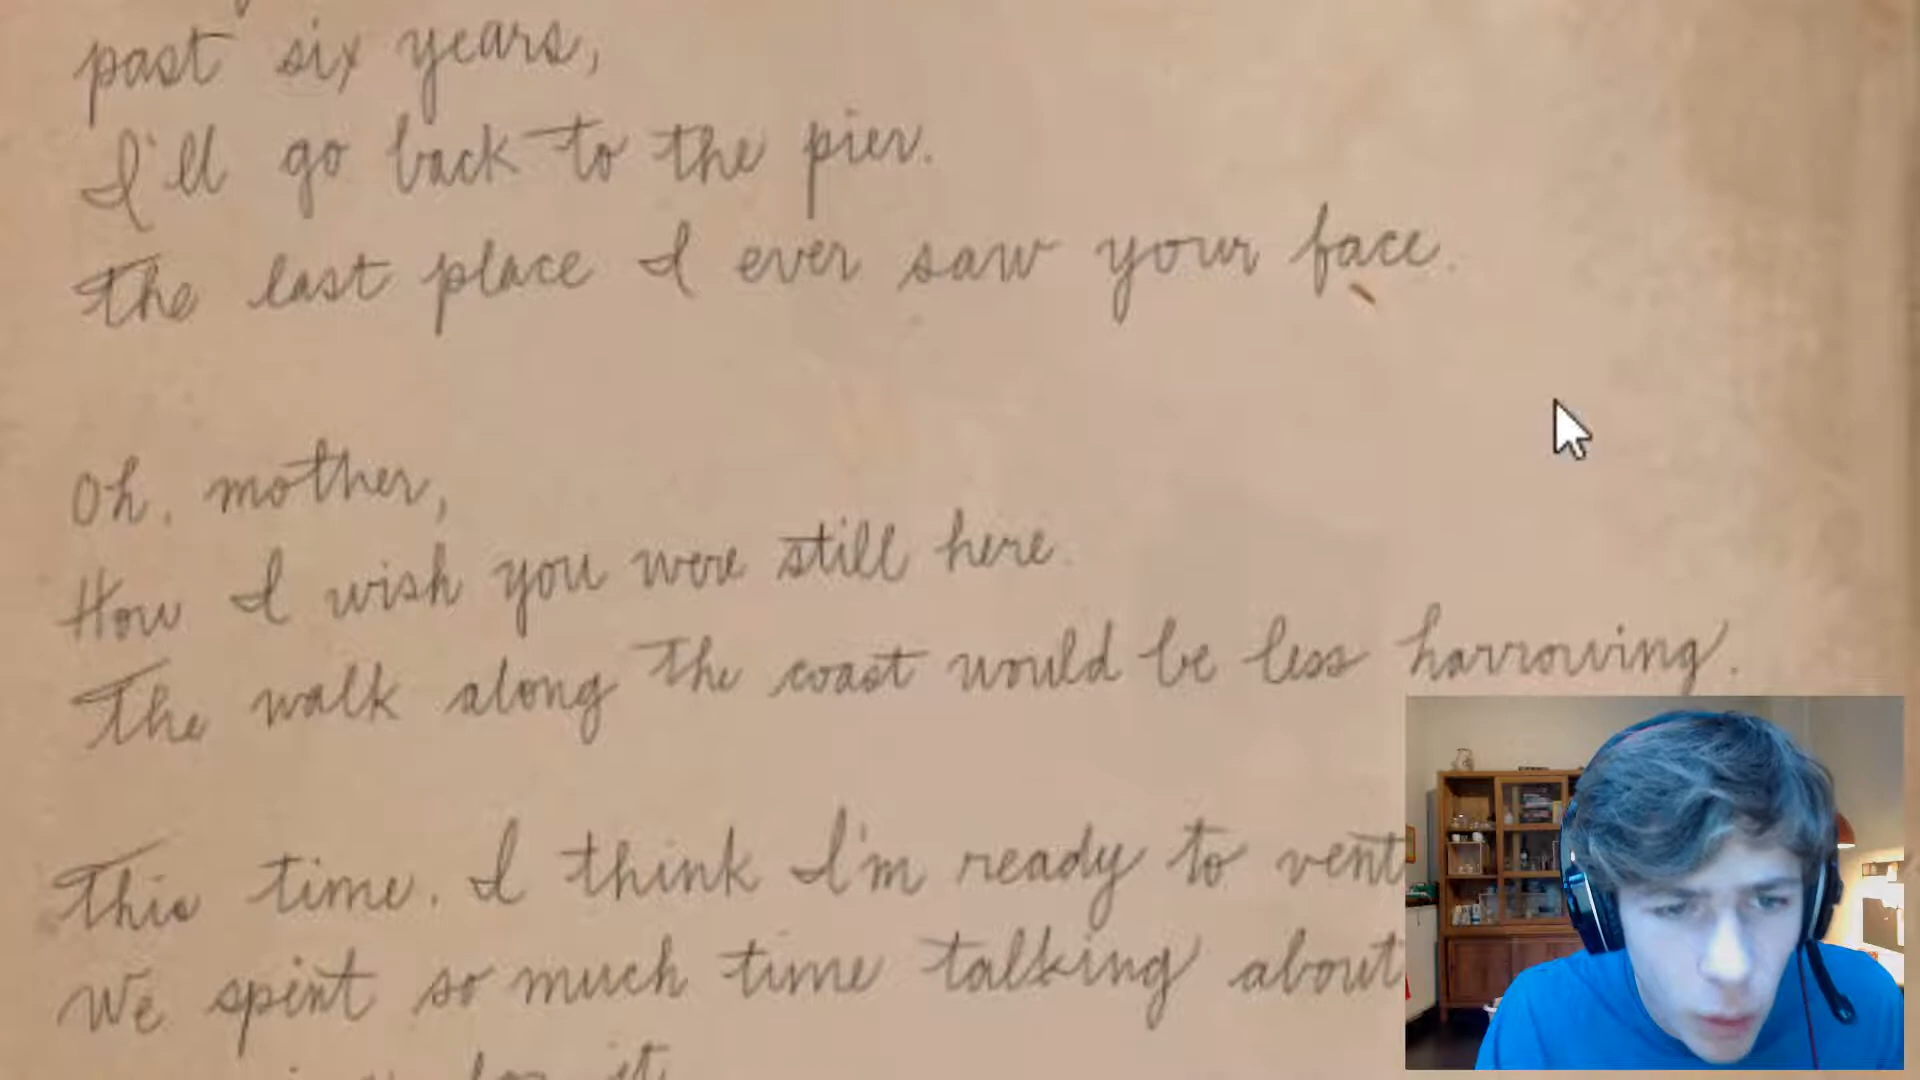 past six years,
I'll go back to the pier.
The last place I ever saw your face.
Oh, mother,
How I wish you were still here.
The walk along the coast would be less harrowing.
This time. I think I'm ready to vent
We spent so much time talking about
for it